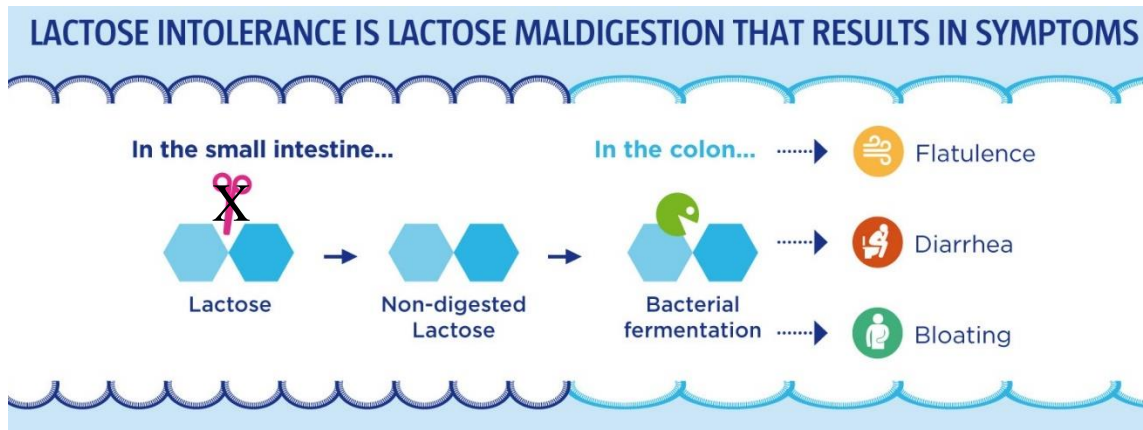 LACTOSE INTOLERANCE IS LACTOSE MALDIGESTION THAT RESULTS IN SYMPTOMS
In the small intestine...
In the colon...
Flatulence
X
Diarrhea
Lactose
Non-digested
Lactose
Bacterial
fermentation
Bloating